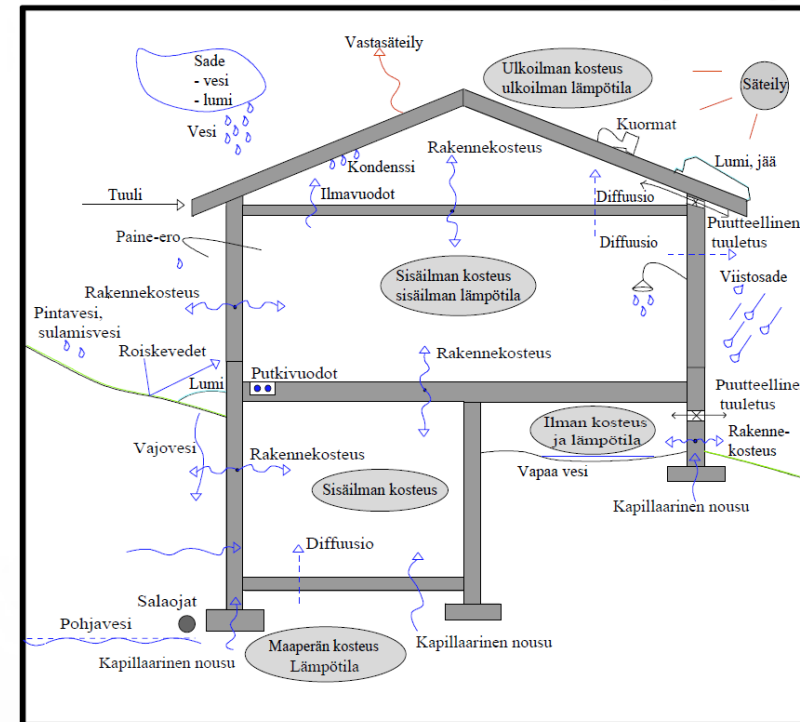 Vastasäteily
Sade
- vesi
- lumi
Vesi
Ulkoilman kosteus
ulkoilman lämpötila
Säteily
Kuormat
Rakennekosteus
Kondenssi
Lumi, jää
Tuuli
Ilmavuodot
Diffuusio
Paine-ero
Diffuusio
Puutteellinen
tuuletus
Sisäilman kosteus
sisäilman lämpötila
Viistosade
Rakennekosteus
Pintavesi,
sulamisvesi
Roiskevedet
Rakennekosteus
Lumi
Putkivuodot
Puutteellinen
tuuletus
Ilman kosteus
ja lämpötila
Rakenne-
kosteus
Vajovesi
Rakennekosteus
Vapaa vesi
Sisäilman kosteus
Kapillaarinen nousu
Diffuusio
Salaojat
Pohjavesi
Kapillaarinen nousu
Maaperän kosteus
Lämpötila
Kapillaarinen nousu